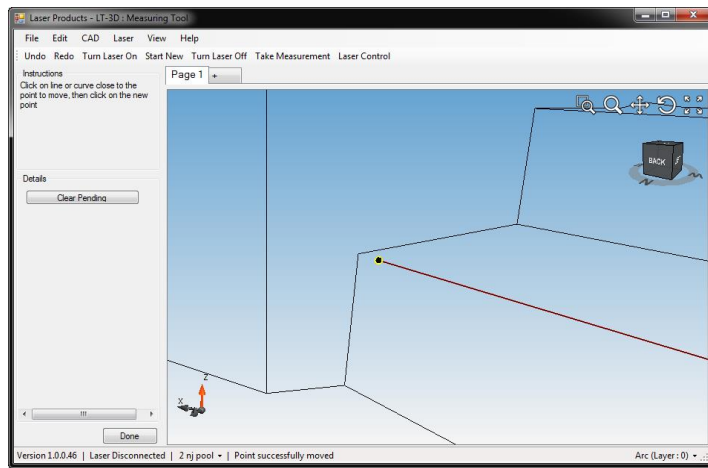 Laser Products - LT-3D : Measuring Tool
File Edit CAD Laser View Help
Undo Redo Turn Laser On Start New Turn Laser Off Take Measurement Laser Control
Instructions
Click on line or curve close to the
point to move, then click on the new
point
Page 1 +
BACK
Details
Clear Pending
Z
X
Done
Version 1.0.0.46 | Laser Disconnected | 2 nj pool | Point successfully moved Arc (Layer : 0)